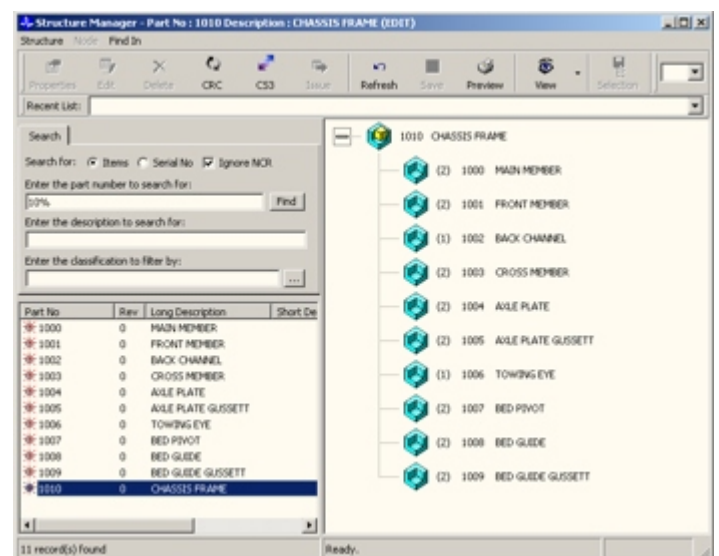 Structure Manager - Part No : 1010 Description : CHASSIS FRAME (EDIT)
Structure Node Find In
Properties Edit Delete CRC CS3 Issue Refresh Save Preview View Selection
Recent List:
Search
Search for: Items Serial No Ignore NCR
Enter the part number to search for:
10% Find
Enter the description to search for:
Enter the classification to filter by:
...
Part No Rev Long Description Short De
1000 0 MAIN MEMBER
1001 0 FRONT MEMBER
1002 0 BACK CHANNEL
1003 0 CROSS MEMBER
1004 0 AXLE PLATE
1005 0 AXLE PLATE GUSSETT
1006 0 TOWING EYE
1007 0 BED PIVOT
1008 0 BED GUIDE
1009 0 BED GUIDE GUSSETT
1010 0 CHASSIS FRAME
11 record(s) found
1010 CHASSIS FRAME
(2) 1000 MAIN MEMBER
(2) 1001 FRONT MEMBER
(1) 1002 BACK CHANNEL
(2) 1003 CROSS MEMBER
(2) 1004 AXLE PLATE
(2) 1005 AXLE PLATE GUSSETT
(1) 1006 TOWING EYE
(2) 1007 BED PIVOT
(2) 1008 BED GUIDE
(2) 1009 BED GUIDE GUSSETT
Ready.